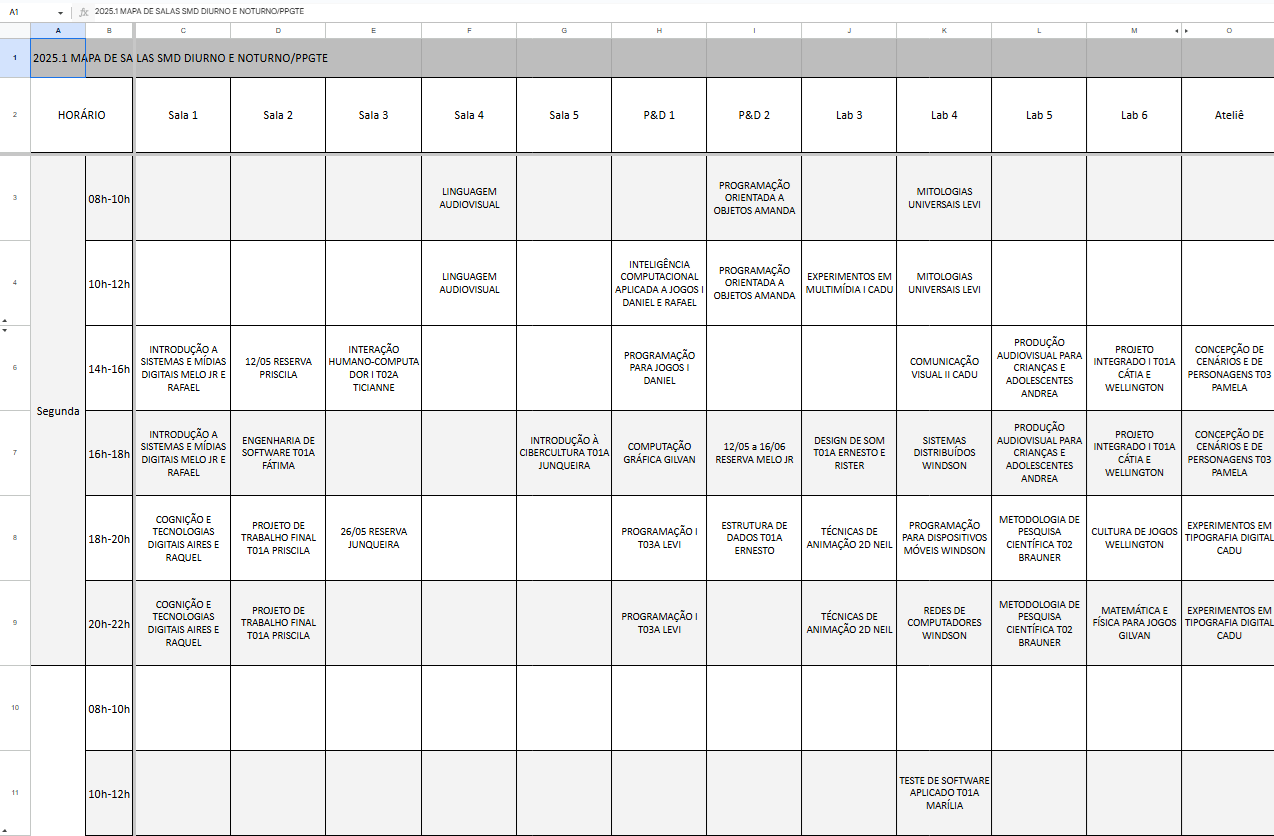 A1 fx 2025.1 MAPA DE SALAS SMD DIURNO E NOTURNO/PPGTE
A B C D E F G H I J K L M O
1 2025.1 MAPA DE SALAS SMD DIURNO E NOTURNO/PPGTE
2 HORÁRIO Sala 1 Sala 2 Sala 3 Sala 4 Sala 5 P&D 1 P&D 2 Lab 3 Lab 4 Lab 5 Lab 6 Ateliê
Segunda
3
08h-10h
LINGUAGEM
AUDIOVISUAL
PROGRAMAÇÃO
ORIENTADA A
OBJETOS AMANDA
MITOLOGIAS
UNIVERSAIS LEVI
4
10h-12h
LINGUAGEM
AUDIOVISUAL
INTELIGÊNCIA
COMPUTACIONAL
APLICADA A JOGOS I
DANIEL E RAFAEL
PROGRAMAÇÃO
ORIENTADA A
OBJETOS AMANDA
EXPERIMENTOS EM
MULTIMÍDIA I CADU
MITOLOGIAS
UNIVERSAIS LEVI
6
14h-16h
INTRODUÇÃO A
SISTEMAS E MÍDIAS
DIGITAIS MELO JR E
RAFAEL
12/05 RESERVA
PRISCILA
INTERAÇÃO
HUMANO-COMPUTA
DOR I T02A
TICIANNE
PROGRAMAÇÃO
PARA JOGOS I
DANIEL
COMUNICAÇÃO
VISUAL II CADU
PRODUÇÃO
AUDIOVISUAL PARA
CRIANÇAS E
ADOLESCENTES
ANDREA
PROJETO
INTEGRADO I T01A
CÁTIA E
WELLINGTON
CONCEPÇÃO DE
CENÁRIOS E DE
PERSONAGENS T03
PAMELA
7
16h-18h
INTRODUÇÃO A
SISTEMAS E MÍDIAS
DIGITAIS MELO JR E
RAFAEL
ENGENHARIA DE
SOFTWARE T01A
FÁTIMA
INTRODUÇÃO À
CIBERCULTURA T01A
JUNQUEIRA
COMPUTAÇÃO
GRÁFICA GILVAN
12/05 a 16/06
RESERVA MELO JR
DESIGN DE SOM
T01A ERNESTO E
RISTER
SISTEMAS
DISTRIBUÍDOS
WINDSON
PRODUÇÃO
AUDIOVISUAL PARA
CRIANÇAS E
ADOLESCENTES
ANDREA
PROJETO
INTEGRADO I T01A
CÁTIA E
WELLINGTON
CONCEPÇÃO DE
CENÁRIOS E DE
PERSONAGENS T03
PAMELA
8
18h-20h
COGNIÇÃO E
TECNOLOGIAS
DIGITAIS AIRES E
RAQUEL
PROJETO DE
TRABALHO FINAL
T01A PRISCILA
26/05 RESERVA
JUNQUEIRA
PROGRAMAÇÃO I
T03A LEVI
ESTRUTURA DE
DADOS T01A
ERNESTO
TÉCNICAS DE
ANIMAÇÃO 2D NEIL
PROGRAMAÇÃO
PARA DISPOSITIVOS
MÓVEIS WINDSON
METODOLOGIA DE
PESQUISA
CIENTÍFICA T02
BRAUNER
CULTURA DE JOGOS
WELLINGTON
EXPERIMENTOS EM
TIPOGRAFIA DIGITAL
CADU
9
20h-22h
COGNIÇÃO E
TECNOLOGIAS
DIGITAIS AIRES E
RAQUEL
PROJETO DE
TRABALHO FINAL
T01A PRISCILA
PROGRAMAÇÃO I
T03A LEVI
TÉCNICAS DE
ANIMAÇÃO 2D NEIL
REDES DE
COMPUTADORES
WINDSON
METODOLOGIA DE
PESQUISA
CIENTÍFICA T02
BRAUNER
MATEMÁTICA E
FÍSICA PARA JOGOS
GILVAN
EXPERIMENTOS EM
TIPOGRAFIA DIGITAL
CADU
10
08h-10h
11
10h-12h
TESTE DE SOFTWARE
APLICADO T01A
MARÍLIA